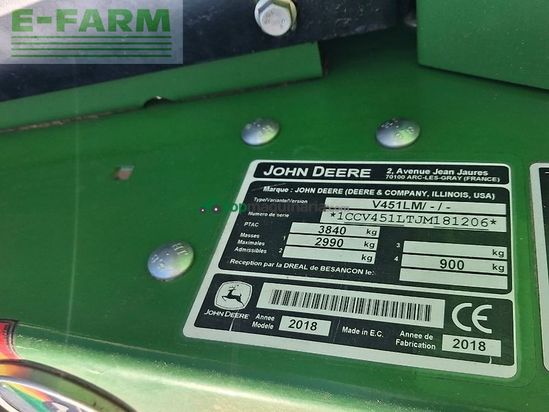 E-FARM
JOHN DEERE
2, Avenue Jean Jaures
70100 ARC-LES-GRAY (FRANCE)
Marque : JOHN DEERE (DEERE & COMPANY, ILLINOIS, USA)
Type/Variante/Version V451LM/-/-
Numero de serie *1CCV451LTJM181206*
PTAC 3840 kg
Masses
Maximales 1 2990 kg 3 kg
Admissibles 2 kg 4 900 kg
Reception par la DREAL de BESANCON le:
JOHN DEERE
CE
Annee
Modele 2018
Made in E.C.
Annee de
Fabrication 2018